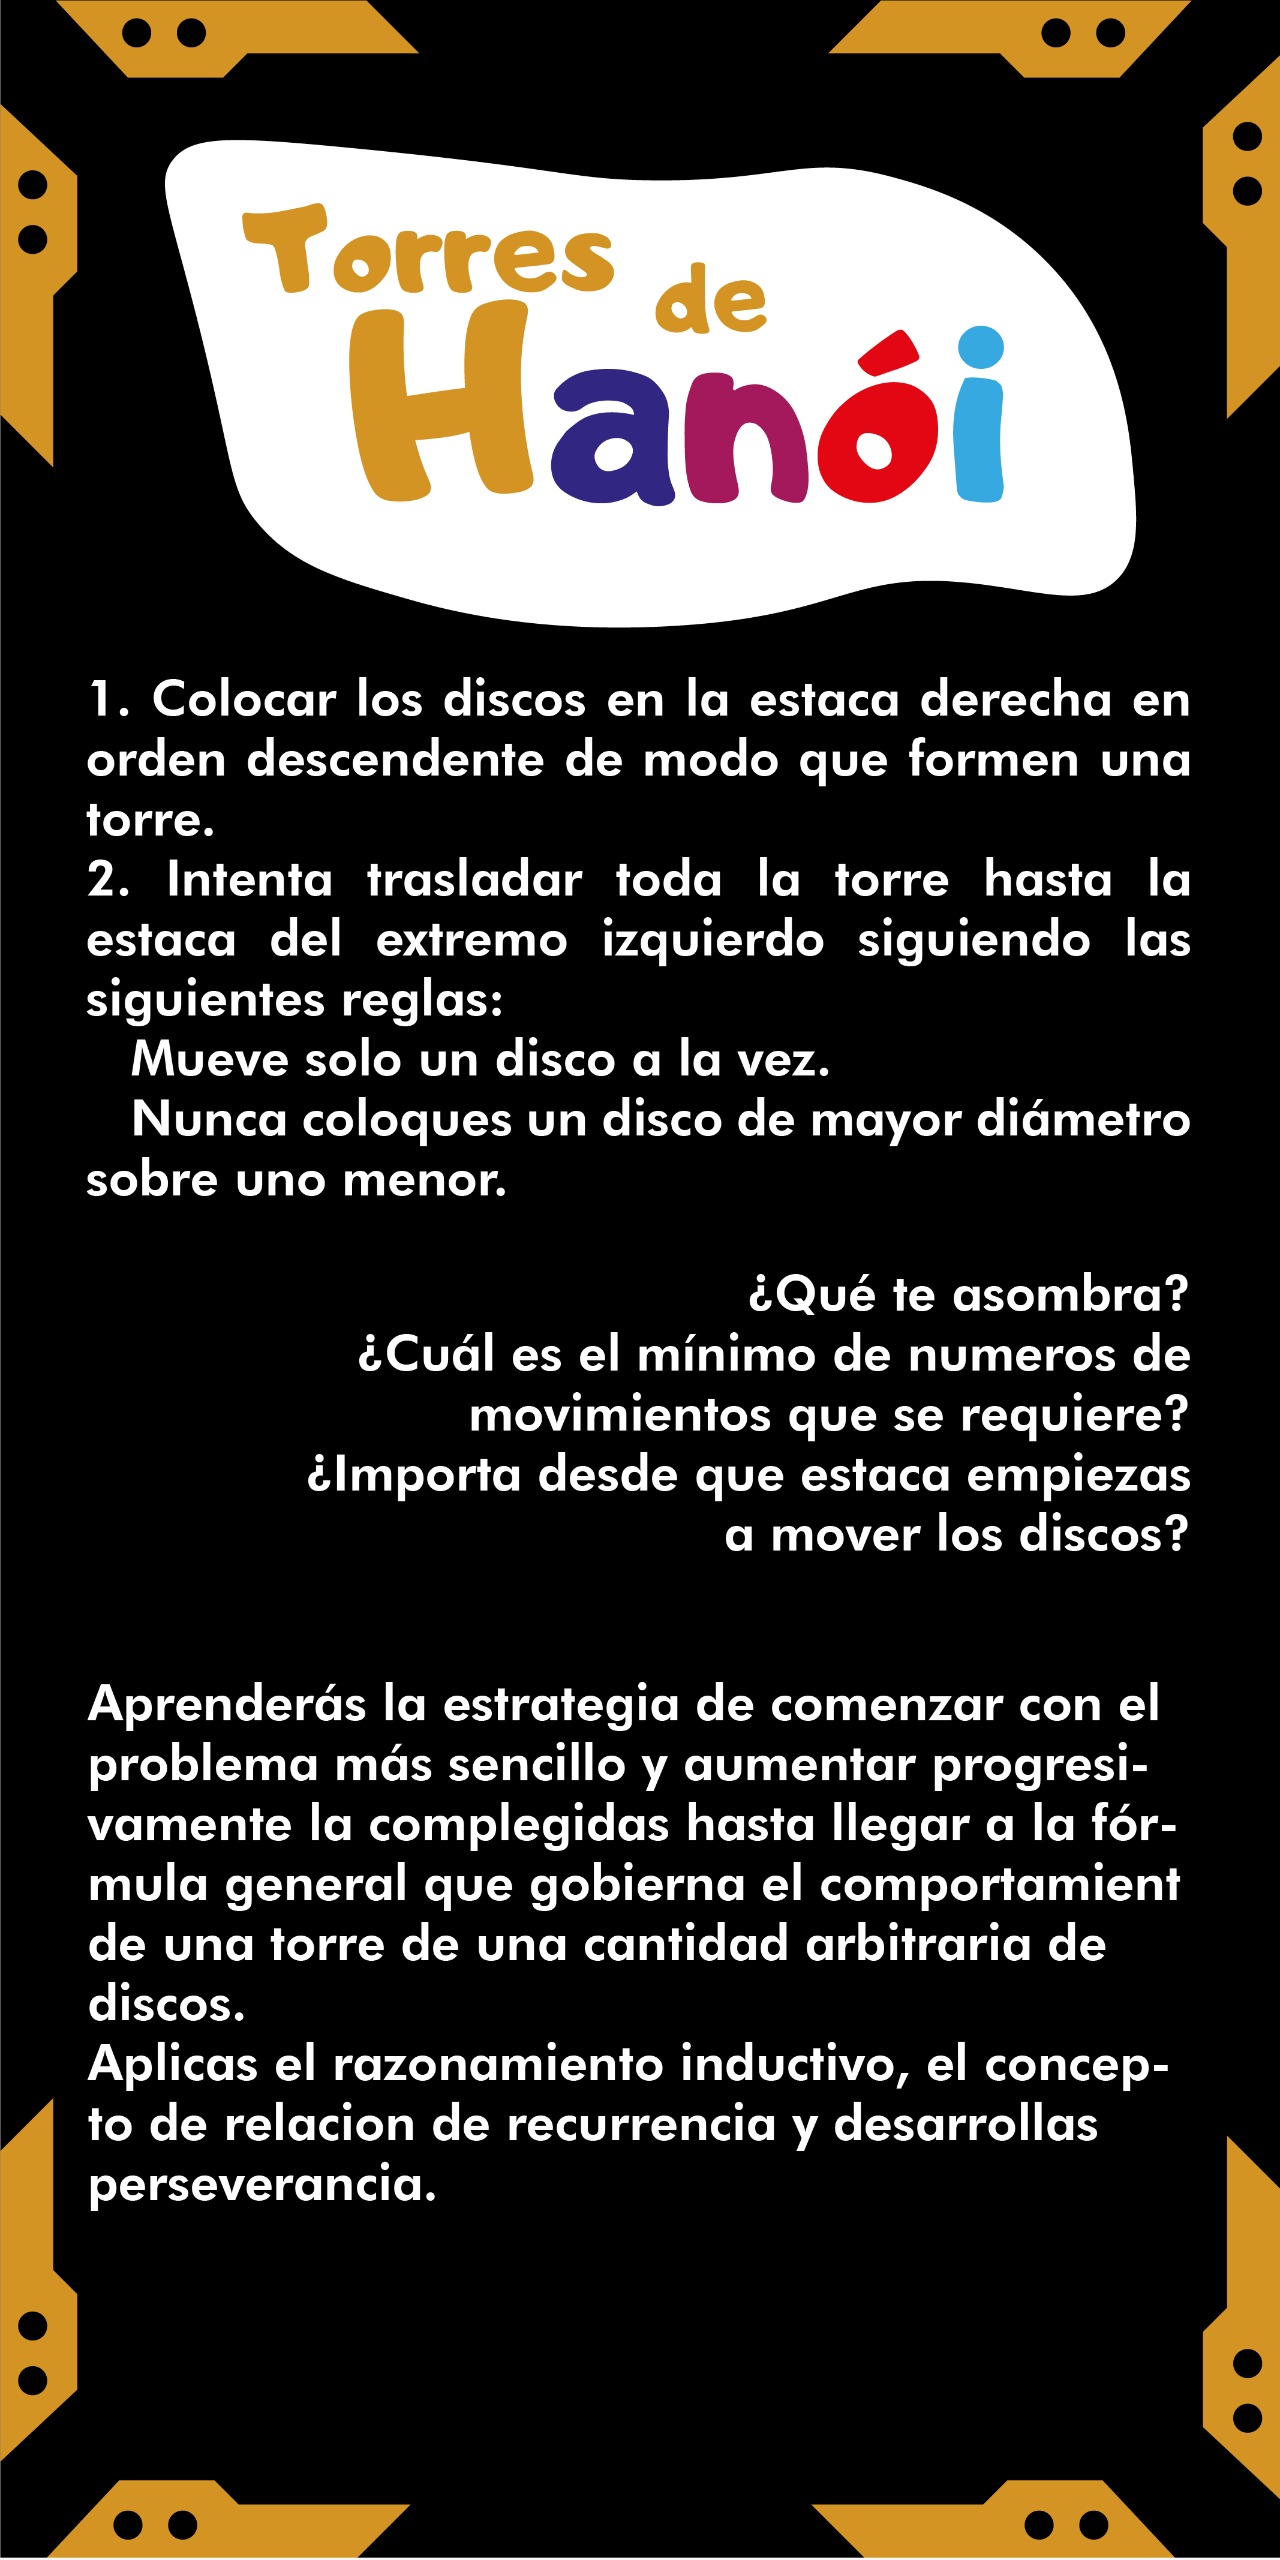 Torres de
Hanói
1. Colocar los discos en la estaca derecha en
orden descendente de modo que formen una
torre.
2. Intenta trasladar toda la torre hasta la
estaca del extremo izquierdo siguiendo las
siguientes reglas:
Mueve solo un disco a la vez.
Nunca coloques un disco de mayor diámetro
sobre uno menor.
¿Qué te asombra?
¿Cuál es el mínimo de numeros de
movimientos que se requiere?
¿Importa desde que estaca empiezas
a mover los discos?
Aprenderás la estrategia de comenzar con el
problema más sencillo y aumentar progresi-
vamente la complegidas hasta llegar a la fór-
mula general que gobierna el comportamient
de una torre de una cantidad arbitraria de
discos.
Aplicas el razonamiento inductivo, el concep-
to de relacion de recurrencia y desarrollas
perseverancia.